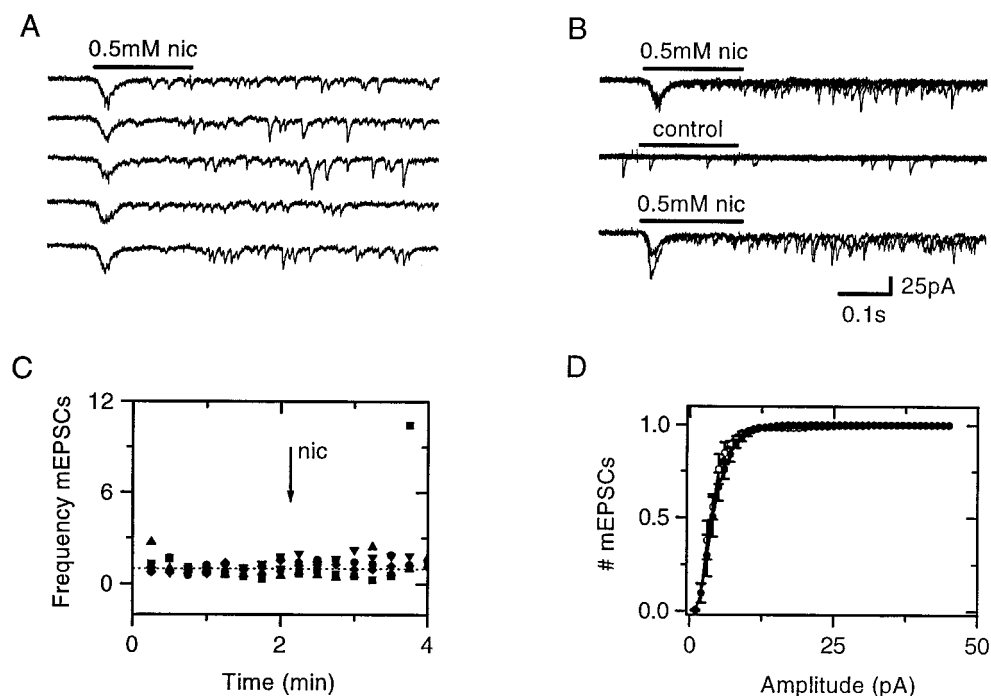 A
0.5mM nic
B
0.5mM nic
control
0.5mM nic
25pA
0.1s
C
Frequency mEPSCs
12
6
0
nic
0
2
4
Time (min)
D
# mEPSCs
1.0
0.5
0.0
0
25
50
Amplitude (pA)